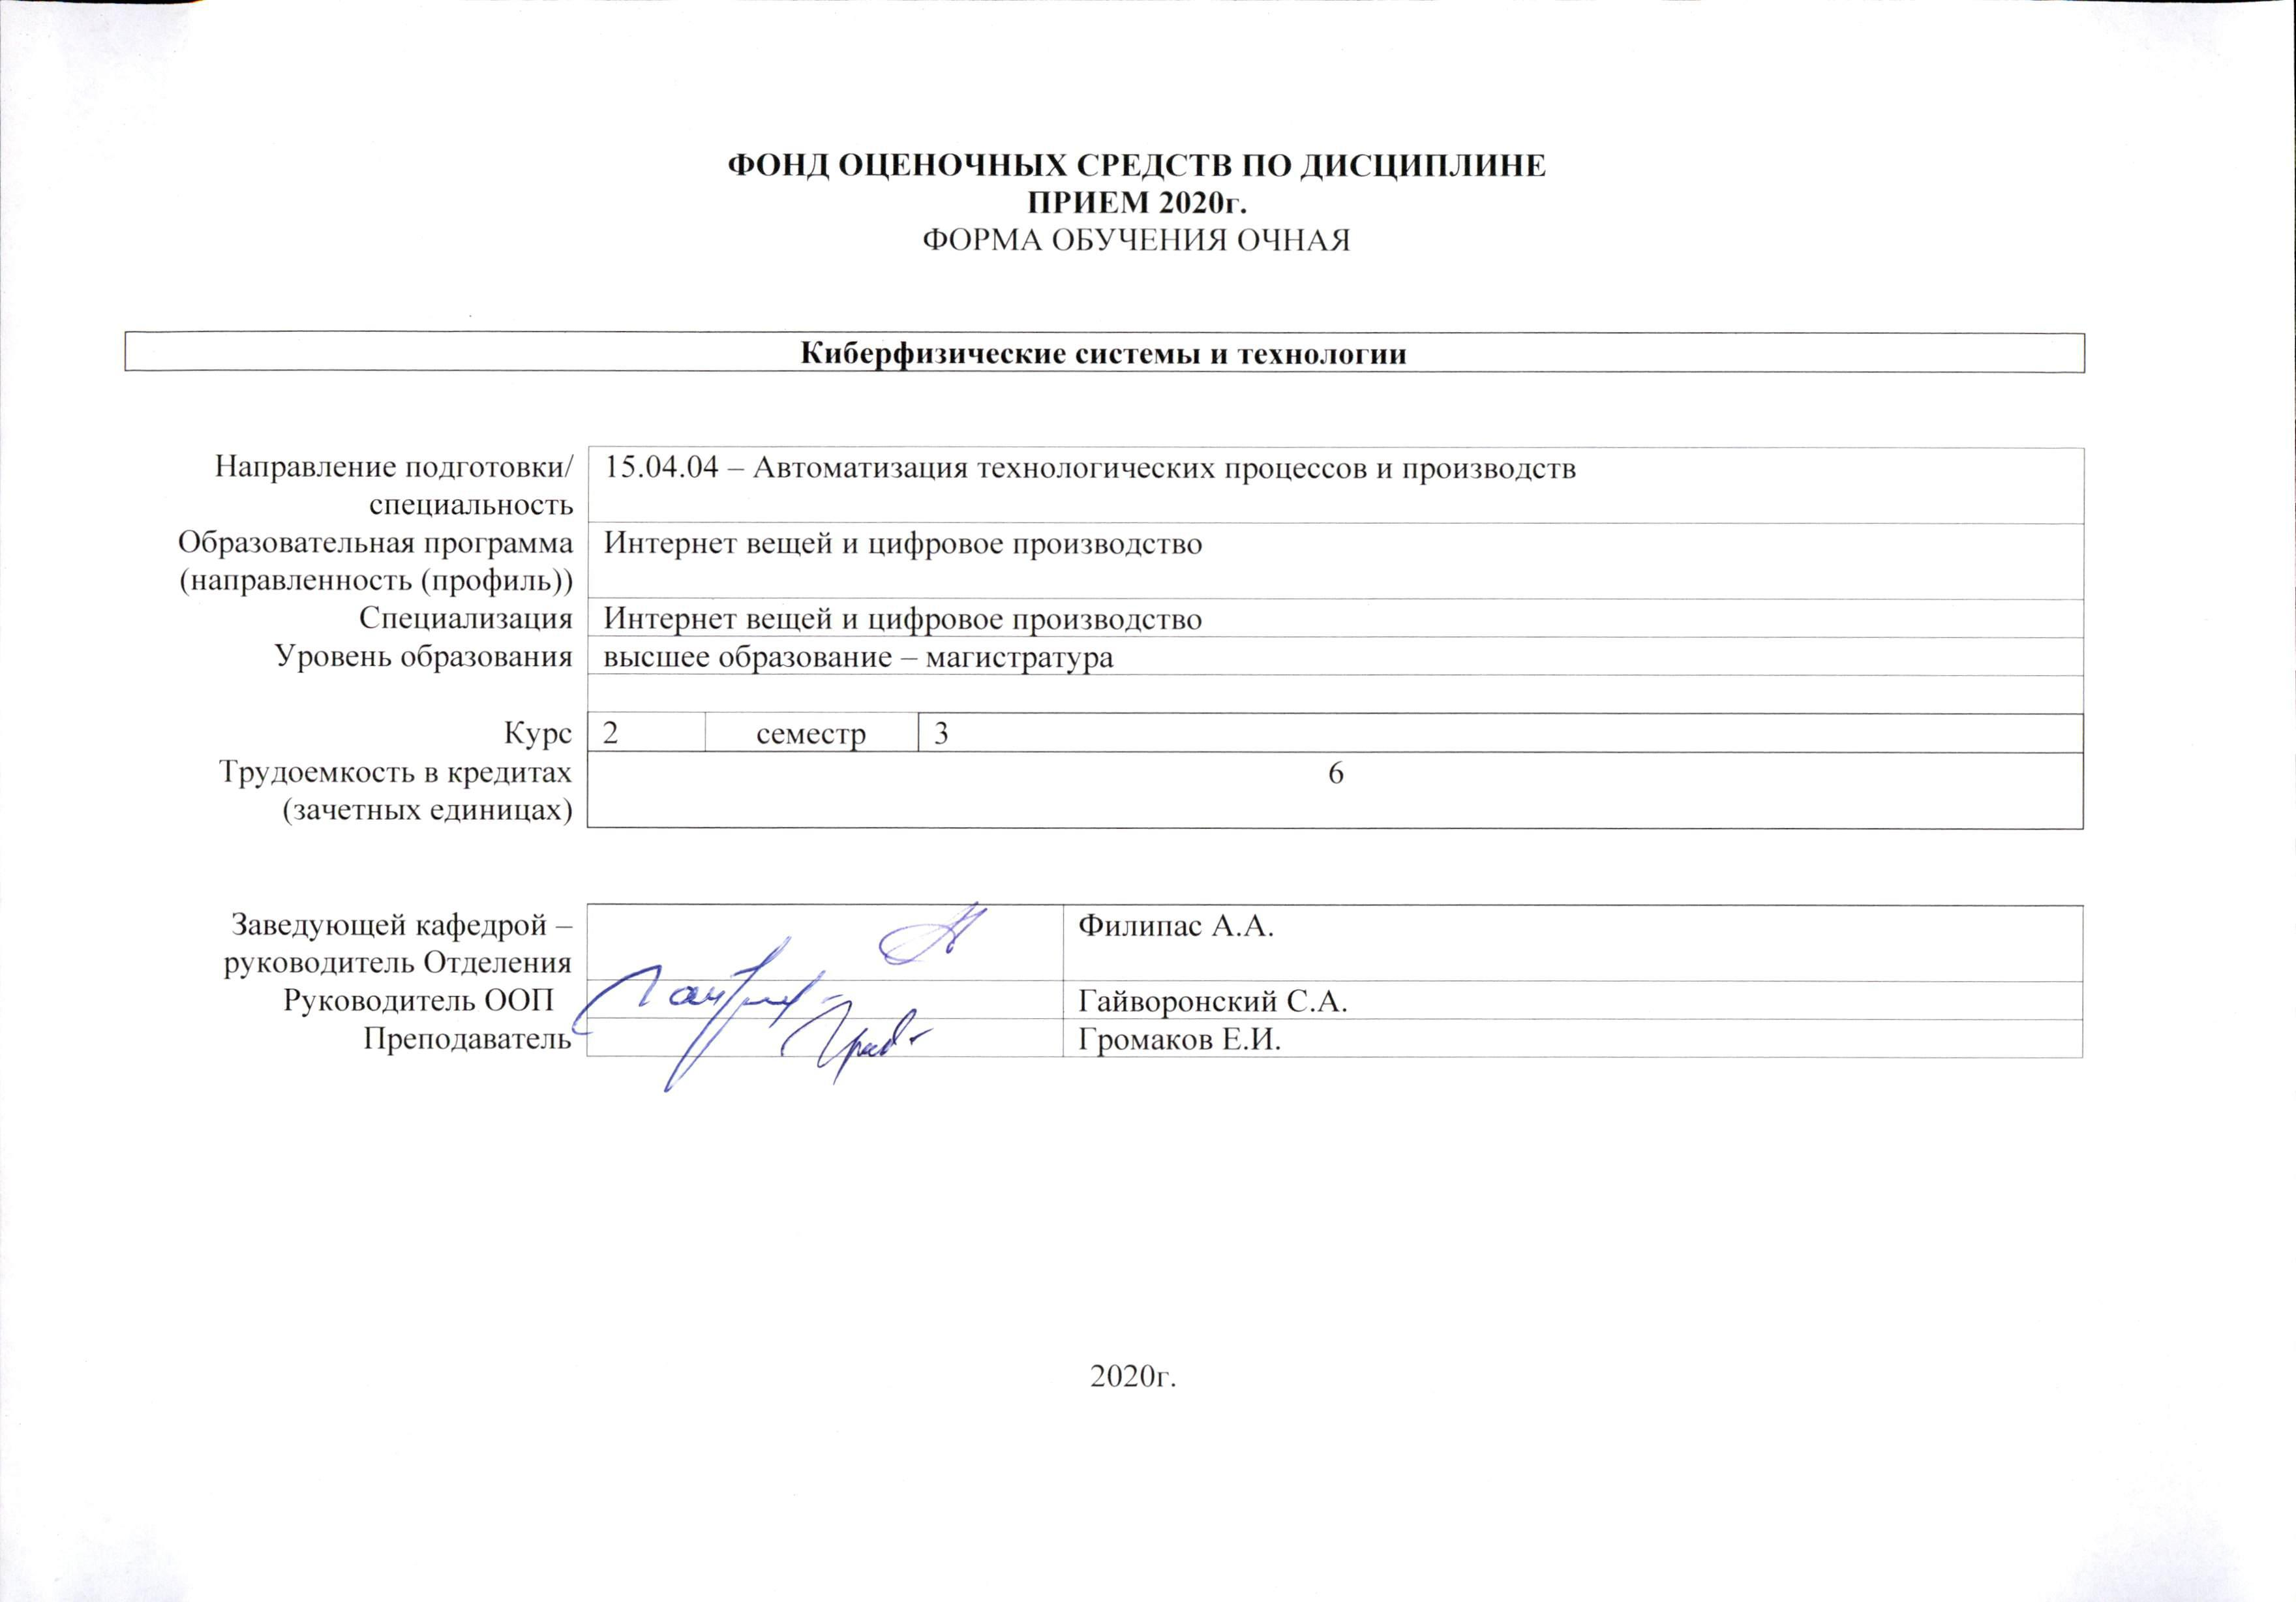 ФОНД ОЦЕНОЧНЫХ СРЕДСТВ ПО ДИСЦИПЛИНЕ
ПРИЕМ 2020г.
ФОРМА ОБУЧЕНИЯ ОЧНАЯ
Киберфизические системы и технологии
Направление подготовки/ 15.04.04 – Автоматизация технологических процессов и производств
специальность
Образовательная программа Интернет вещей и цифровое производство
(направленность (профиль))
Специализация Интернет вещей и цифровое производство
Уровень образования высшее образование – магистратура
Курс 2 семестр 3
Трудоемкость в кредитах 6
(зачетных единицах)
Заведующей кафедрой – Филипас А.А.
руководитель Отделения
Руководитель ООП Гайворонский С.А.
Преподаватель Громаков Е.И.
2020г.